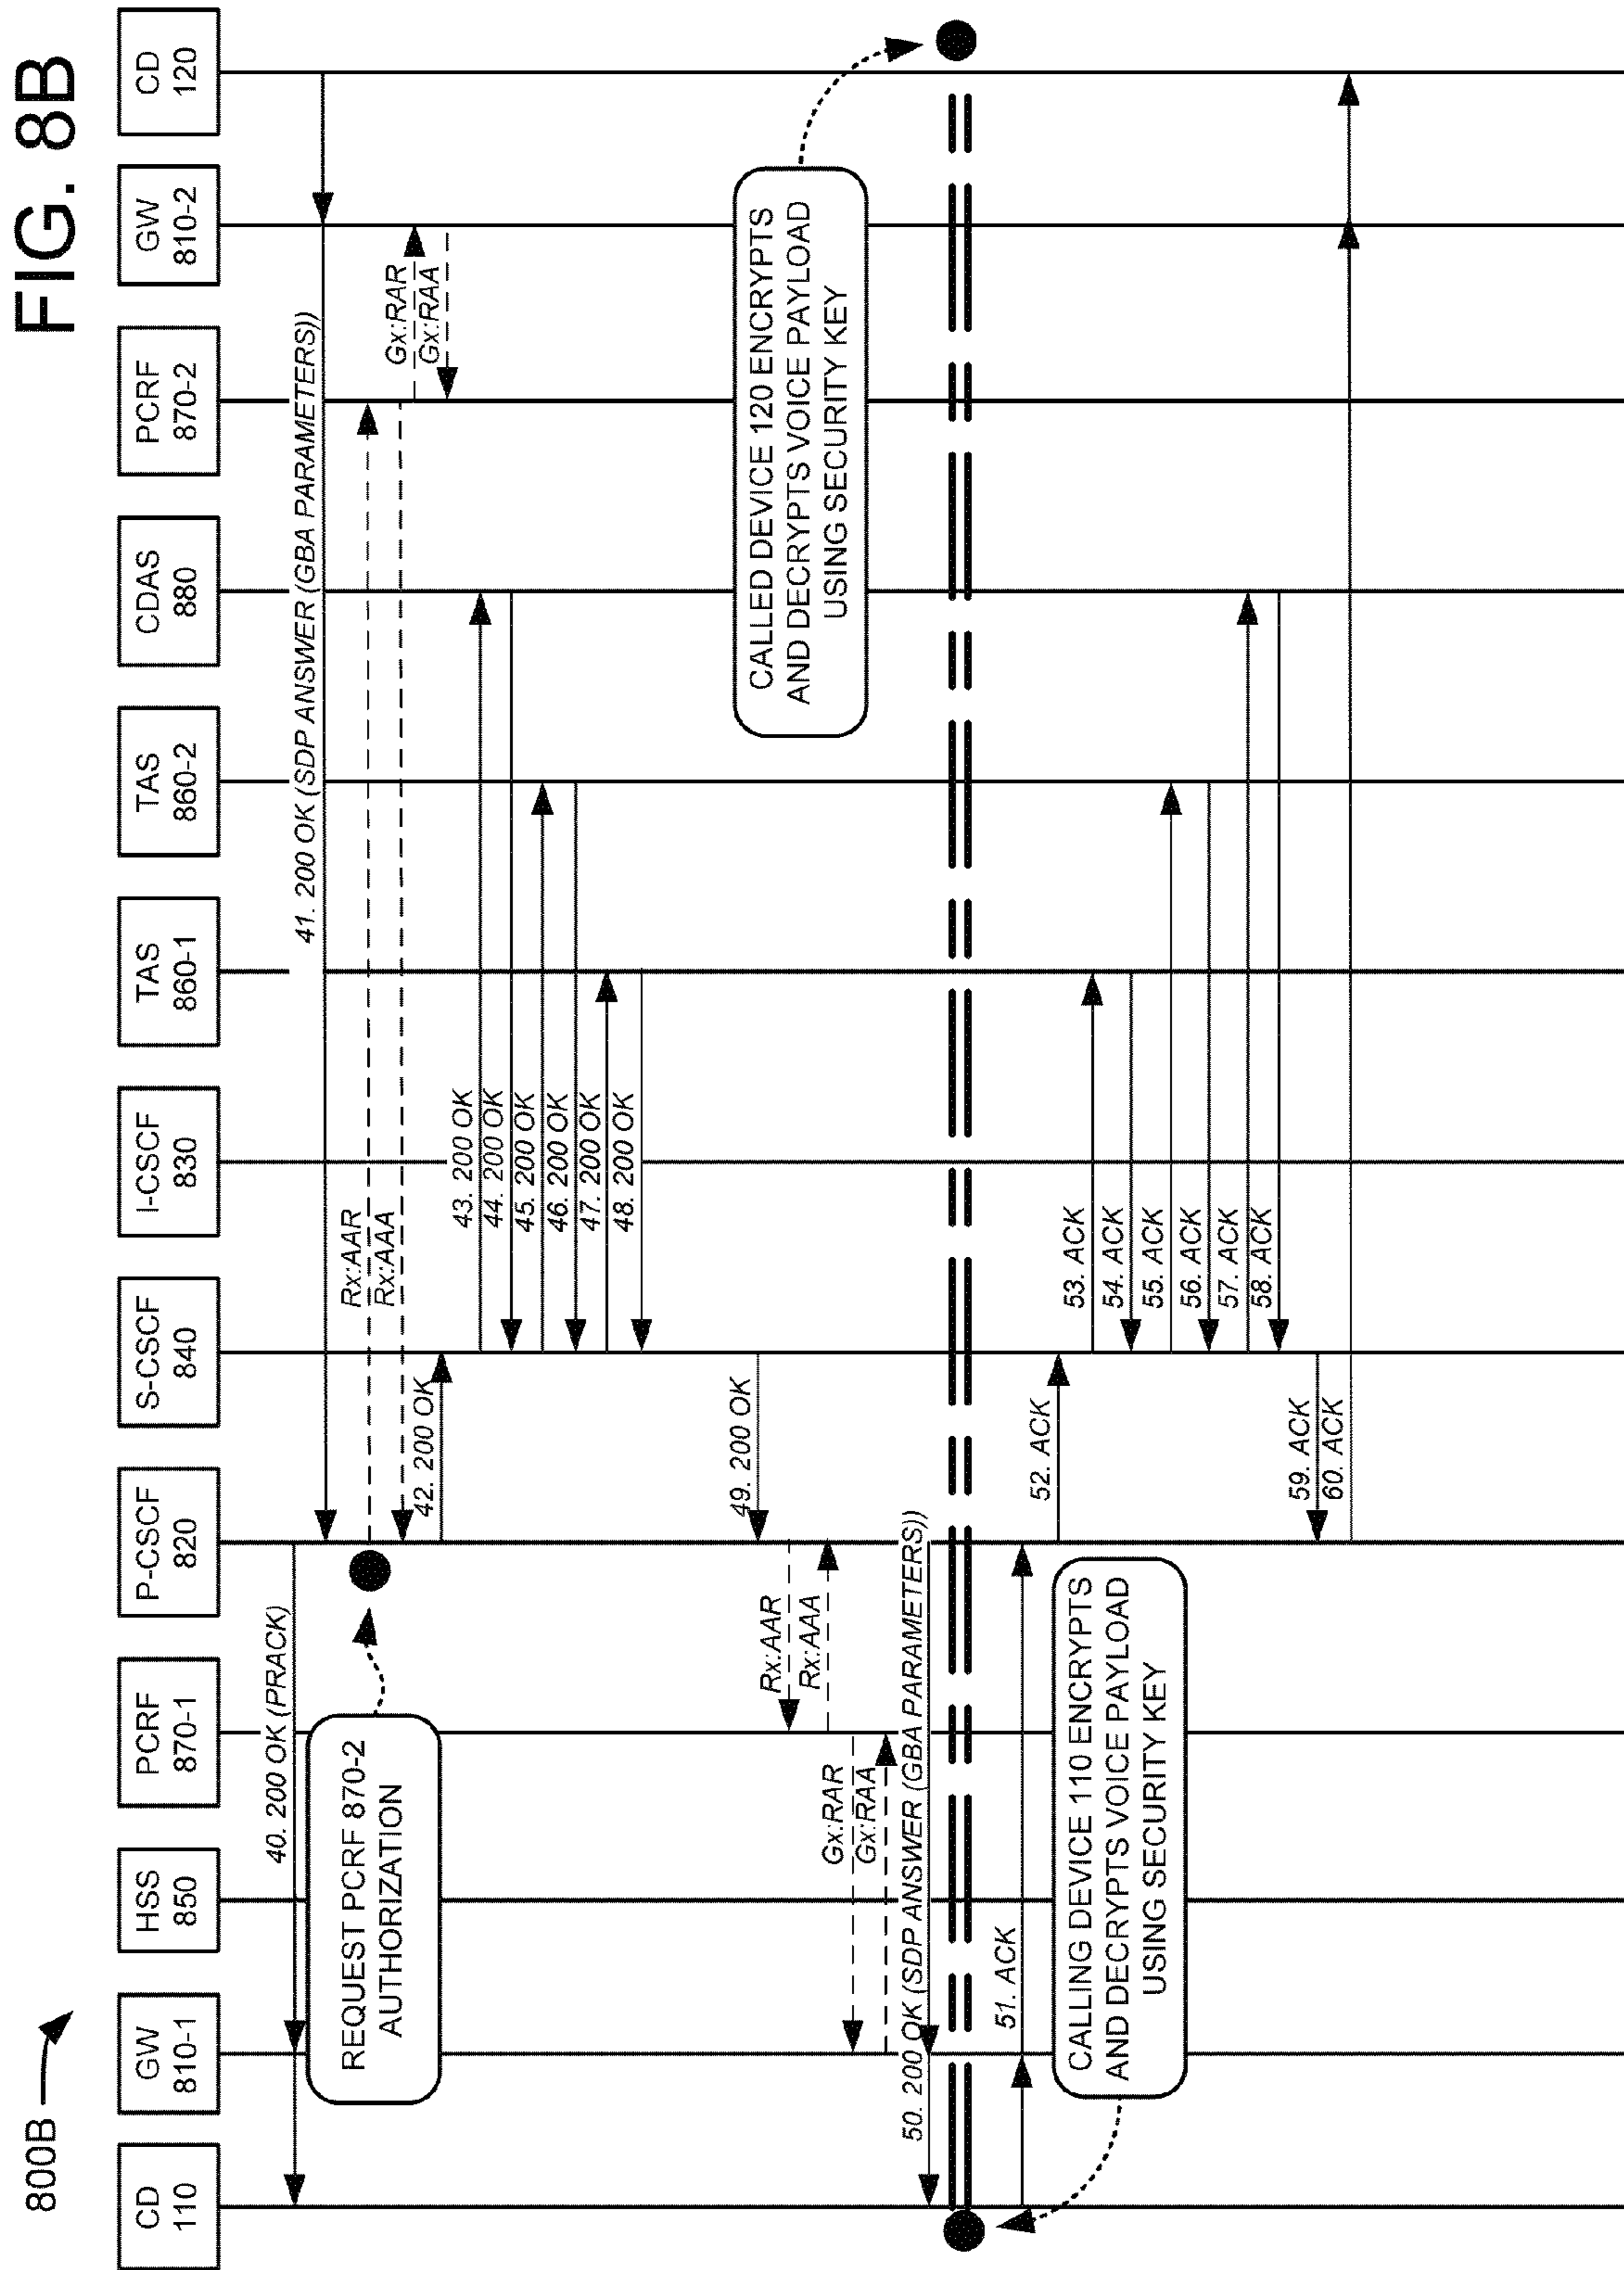 800B
FIG. 8B
CD
110
GW
810-1
HSS
850
PCRF
870-1
P-CSCF
820
S-CSCF
840
I-CSCF
830
TAS
860-1
TAS
860-2
CDAS
880
PCRF
870-2
GW
810-2
CD
120
40. 200 OK (PRACK)
41. 200 OK (SDP ANSWER (GBA PARAMETERS))
REQUEST PCRF 870-2
AUTHORIZATION
Rx:AAR
Rx:AAA
Gx:RAR
Gx:RAA
42. 200 OK
43. 200 OK
44. 200 OK
45. 200 OK
46. 200 OK
47. 200 OK
48. 200 OK
49. 200 OK
CALLED DEVICE 120 ENCRYPTS
AND DECRYPTS VOICE PAYLOAD
USING SECURITY KEY
Rx:AAR
Rx:AAA
Gx:RAR
Gx:RAA
50. 200 OK (SDP ANSWER (GBA PARAMETERS))
51. ACK
52. ACK
CALLING DEVICE 110 ENCRYPTS
AND DECRYPTS VOICE PAYLOAD
USING SECURITY KEY
53. ACK
54. ACK
55. ACK
56. ACK
57. ACK
58. ACK
59. ACK
60. ACK